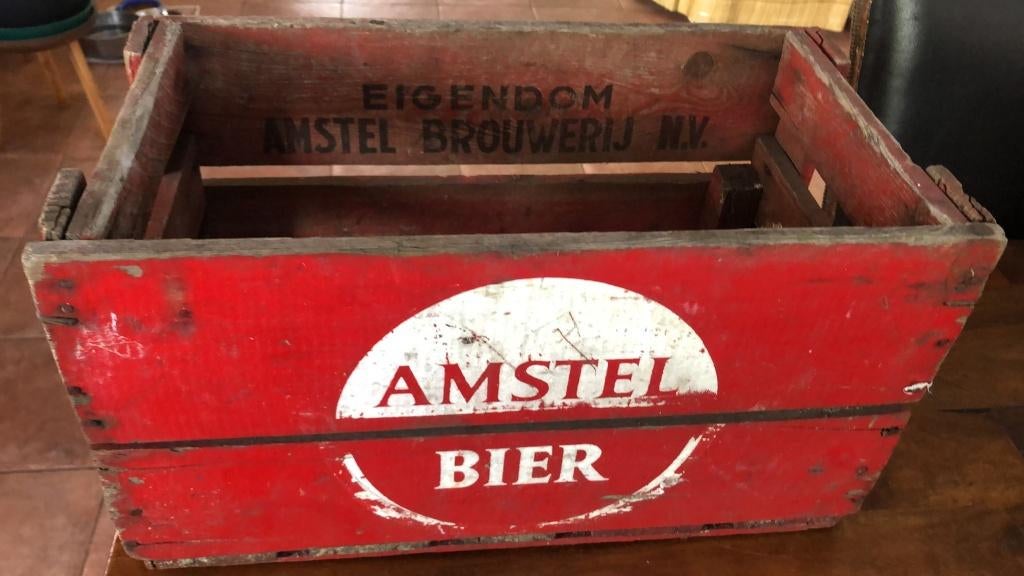 EIGENDOM
AMSTEL BROUWERIJ N.V.
AMSTEL
BIER